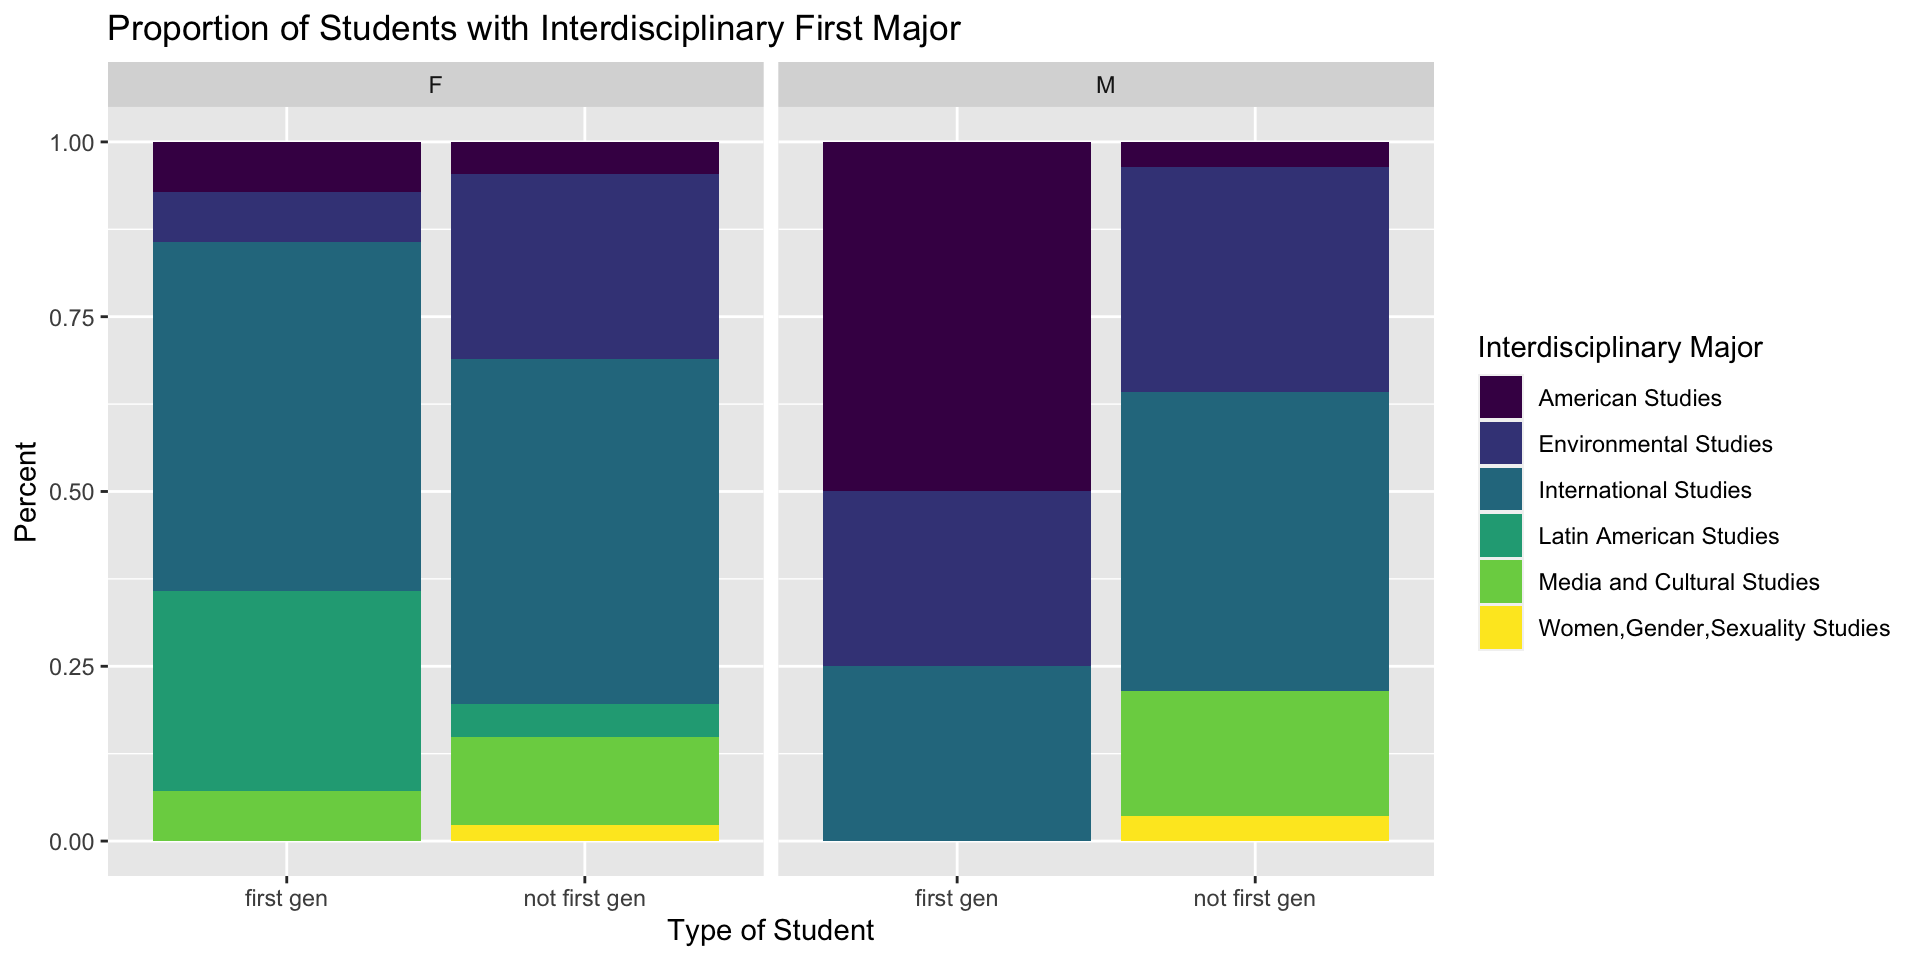 Proportion of Students with Interdisciplinary First Major
F
M
1.00
0.75
0.50
0.25
0.00
Percent
first gen
not first gen
first gen
not first gen
Type of Student
Interdisciplinary Major
American Studies
Environmental Studies
International Studies
Latin American Studies
Media and Cultural Studies
Women,Gender,Sexuality Studies